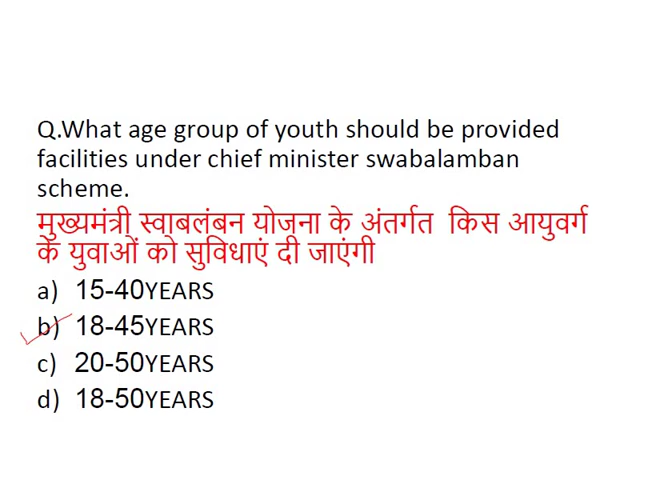 Q.What age group of youth should be provided
facilities under chief minister swabalamban
scheme.
मुख्यमंत्री स्वाबलंबन योजना के अंतर्गत किस आयुवर्ग
के युवाओं को सुविधाएं दी जाएंगी
a) 15-40YEARS
b) 18-45YEARS
c) 20-50YEARS
d) 18-50YEARS